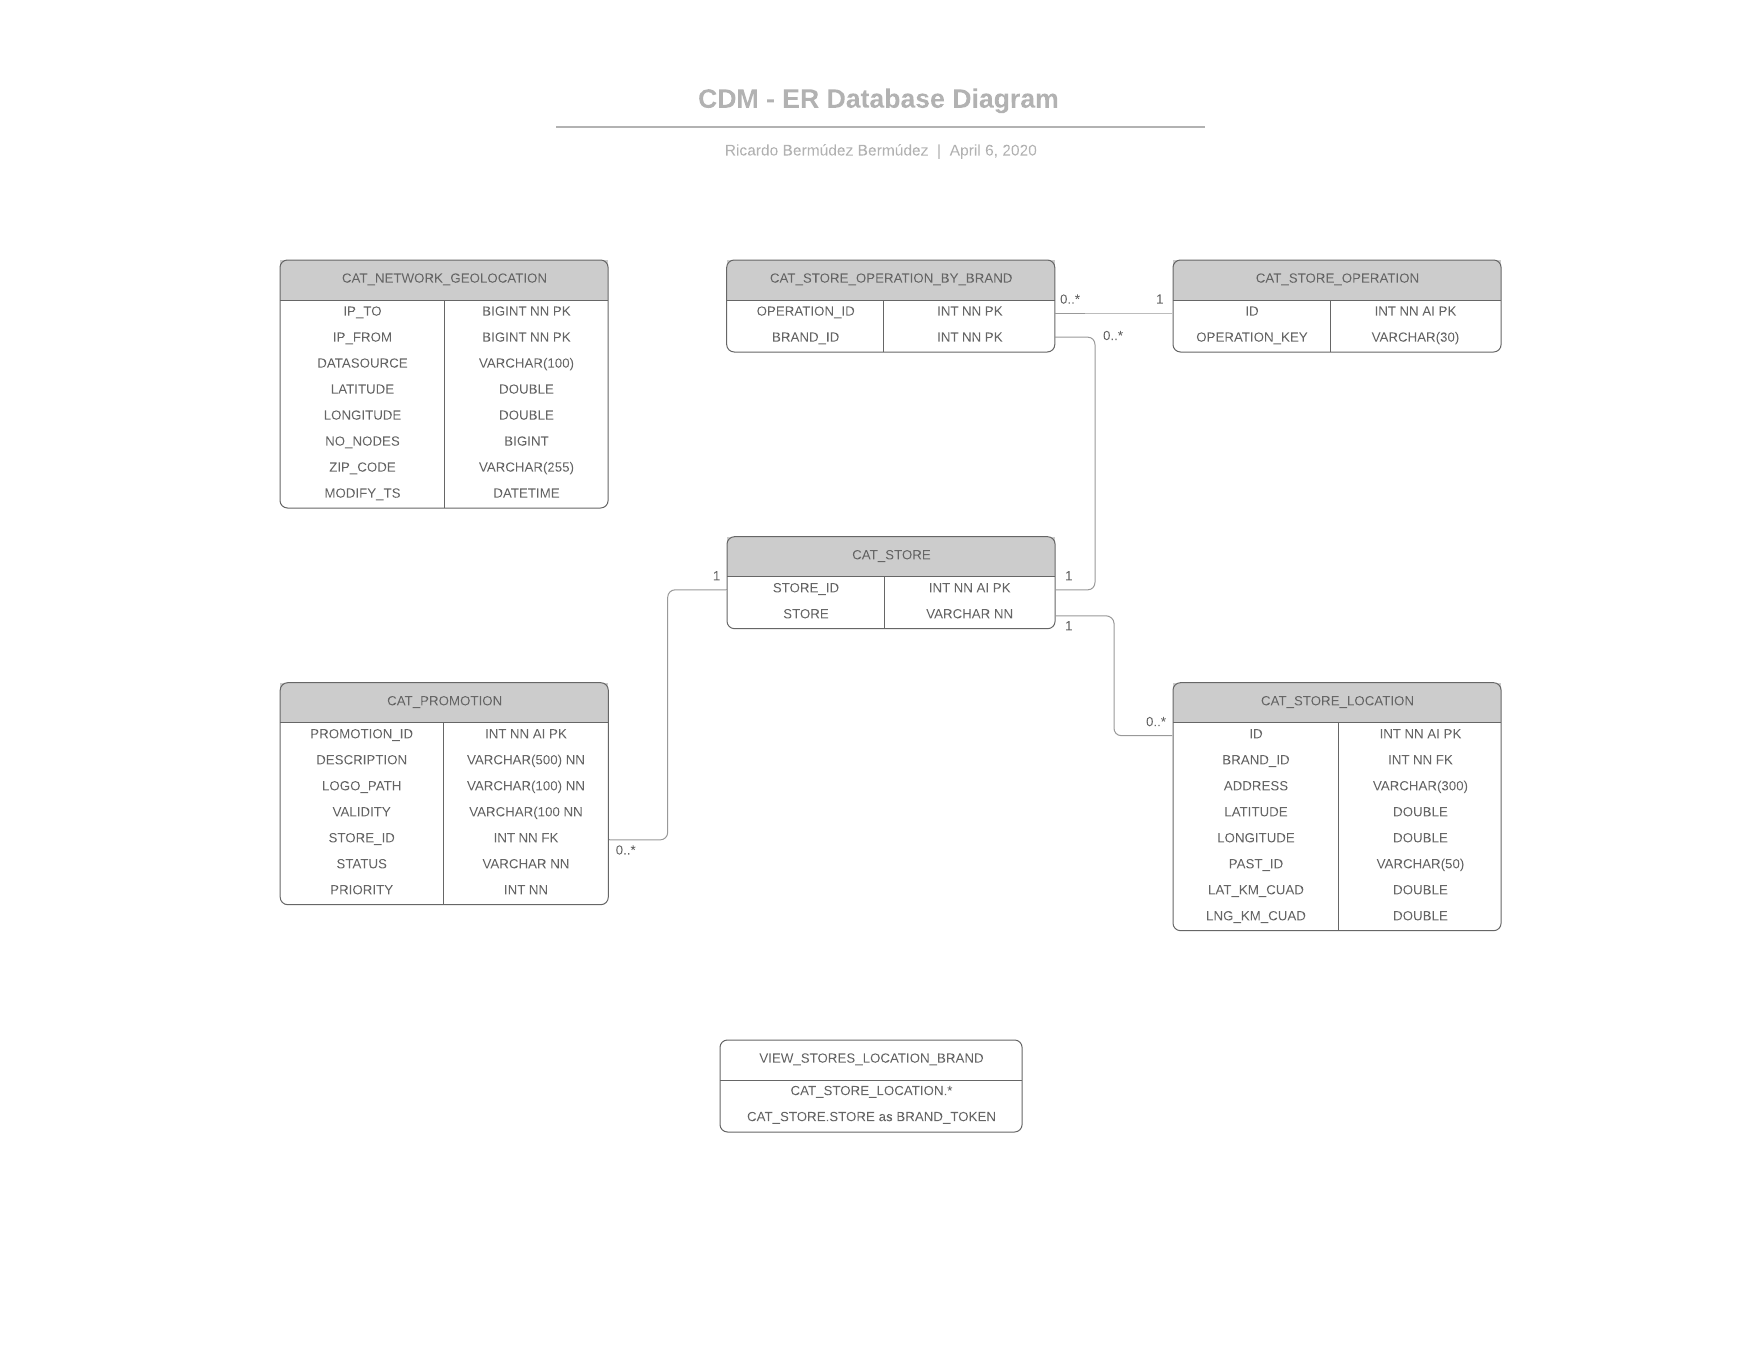 CDM - ER Database Diagram
Ricardo Bermúdez Bermúdez | April 6, 2020
CAT_NETWORK_GEOLOCATION
IP_TO BIGINT NN PK
IP_FROM BIGINT NN PK
DATASOURCE VARCHAR(100)
LATITUDE DOUBLE
LONGITUDE DOUBLE
NO_NODES BIGINT
ZIP_CODE VARCHAR(255)
MODIFY_TS DATETIME
CAT_STORE_OPERATION_BY_BRAND
OPERATION_ID INT NN PK
BRAND_ID INT NN PK
0..* 1
0..*
CAT_STORE_OPERATION
ID INT NN AI PK
OPERATION_KEY VARCHAR(30)
CAT_STORE
1 1
STORE_ID INT NN AI PK
STORE VARCHAR NN
1
CAT_PROMOTION
PROMOTION_ID INT NN AI PK
DESCRIPTION VARCHAR(500) NN
LOGO_PATH VARCHAR(100) NN
VALIDITY VARCHAR(100 NN
STORE_ID INT NN FK
0..*
STATUS VARCHAR NN
PRIORITY INT NN
CAT_STORE_LOCATION
0..*
ID INT NN AI PK
BRAND_ID INT NN FK
ADDRESS VARCHAR(300)
LATITUDE DOUBLE
LONGITUDE DOUBLE
PAST_ID VARCHAR(50)
LAT_KM_CUAD DOUBLE
LNG_KM_CUAD DOUBLE
VIEW_STORES_LOCATION_BRAND
CAT_STORE_LOCATION.*
CAT_STORE.STORE as BRAND_TOKEN